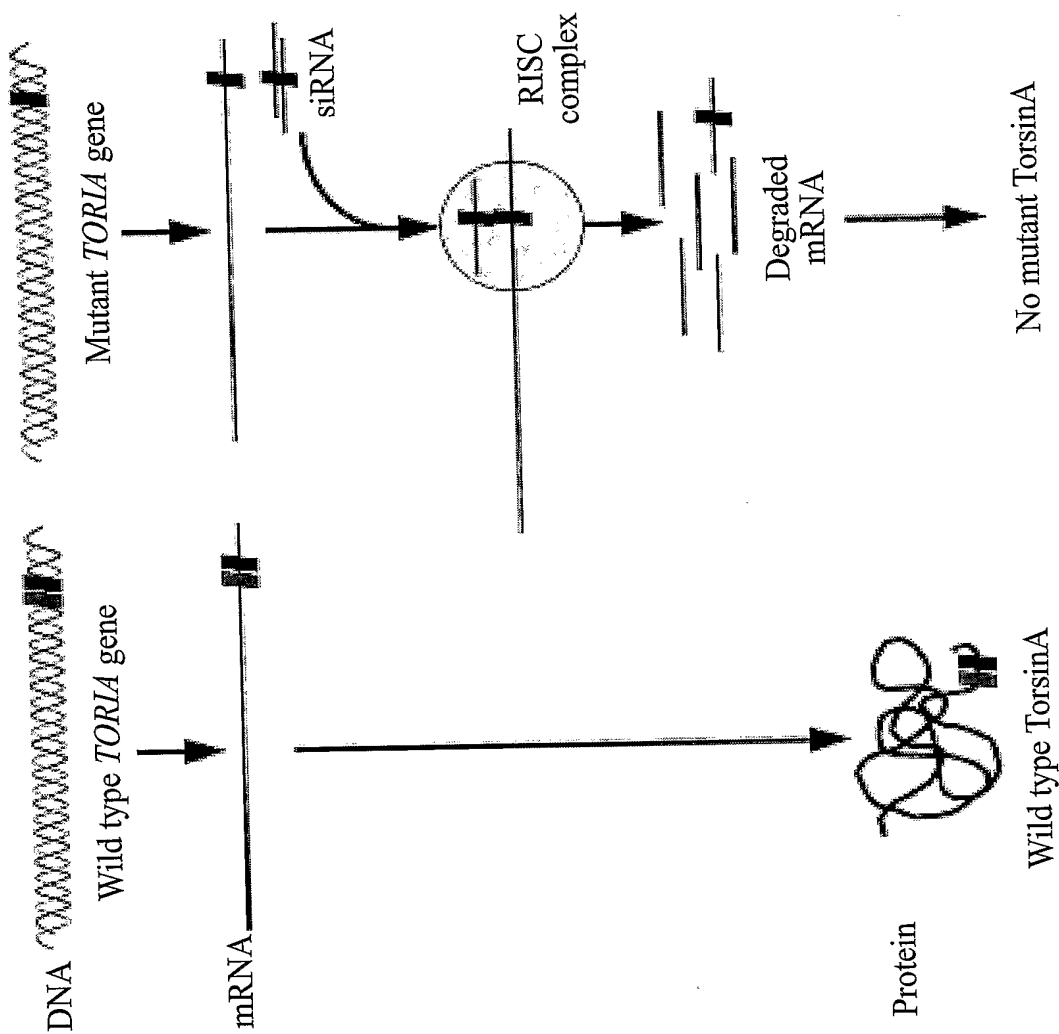 DNA
Wild type TORIA gene
Mutant TORIA gene
mRNA
siRNA
RISC
complex
Degraded
mRNA
Protein
Wild type TorsinA
No mutant TorsinA